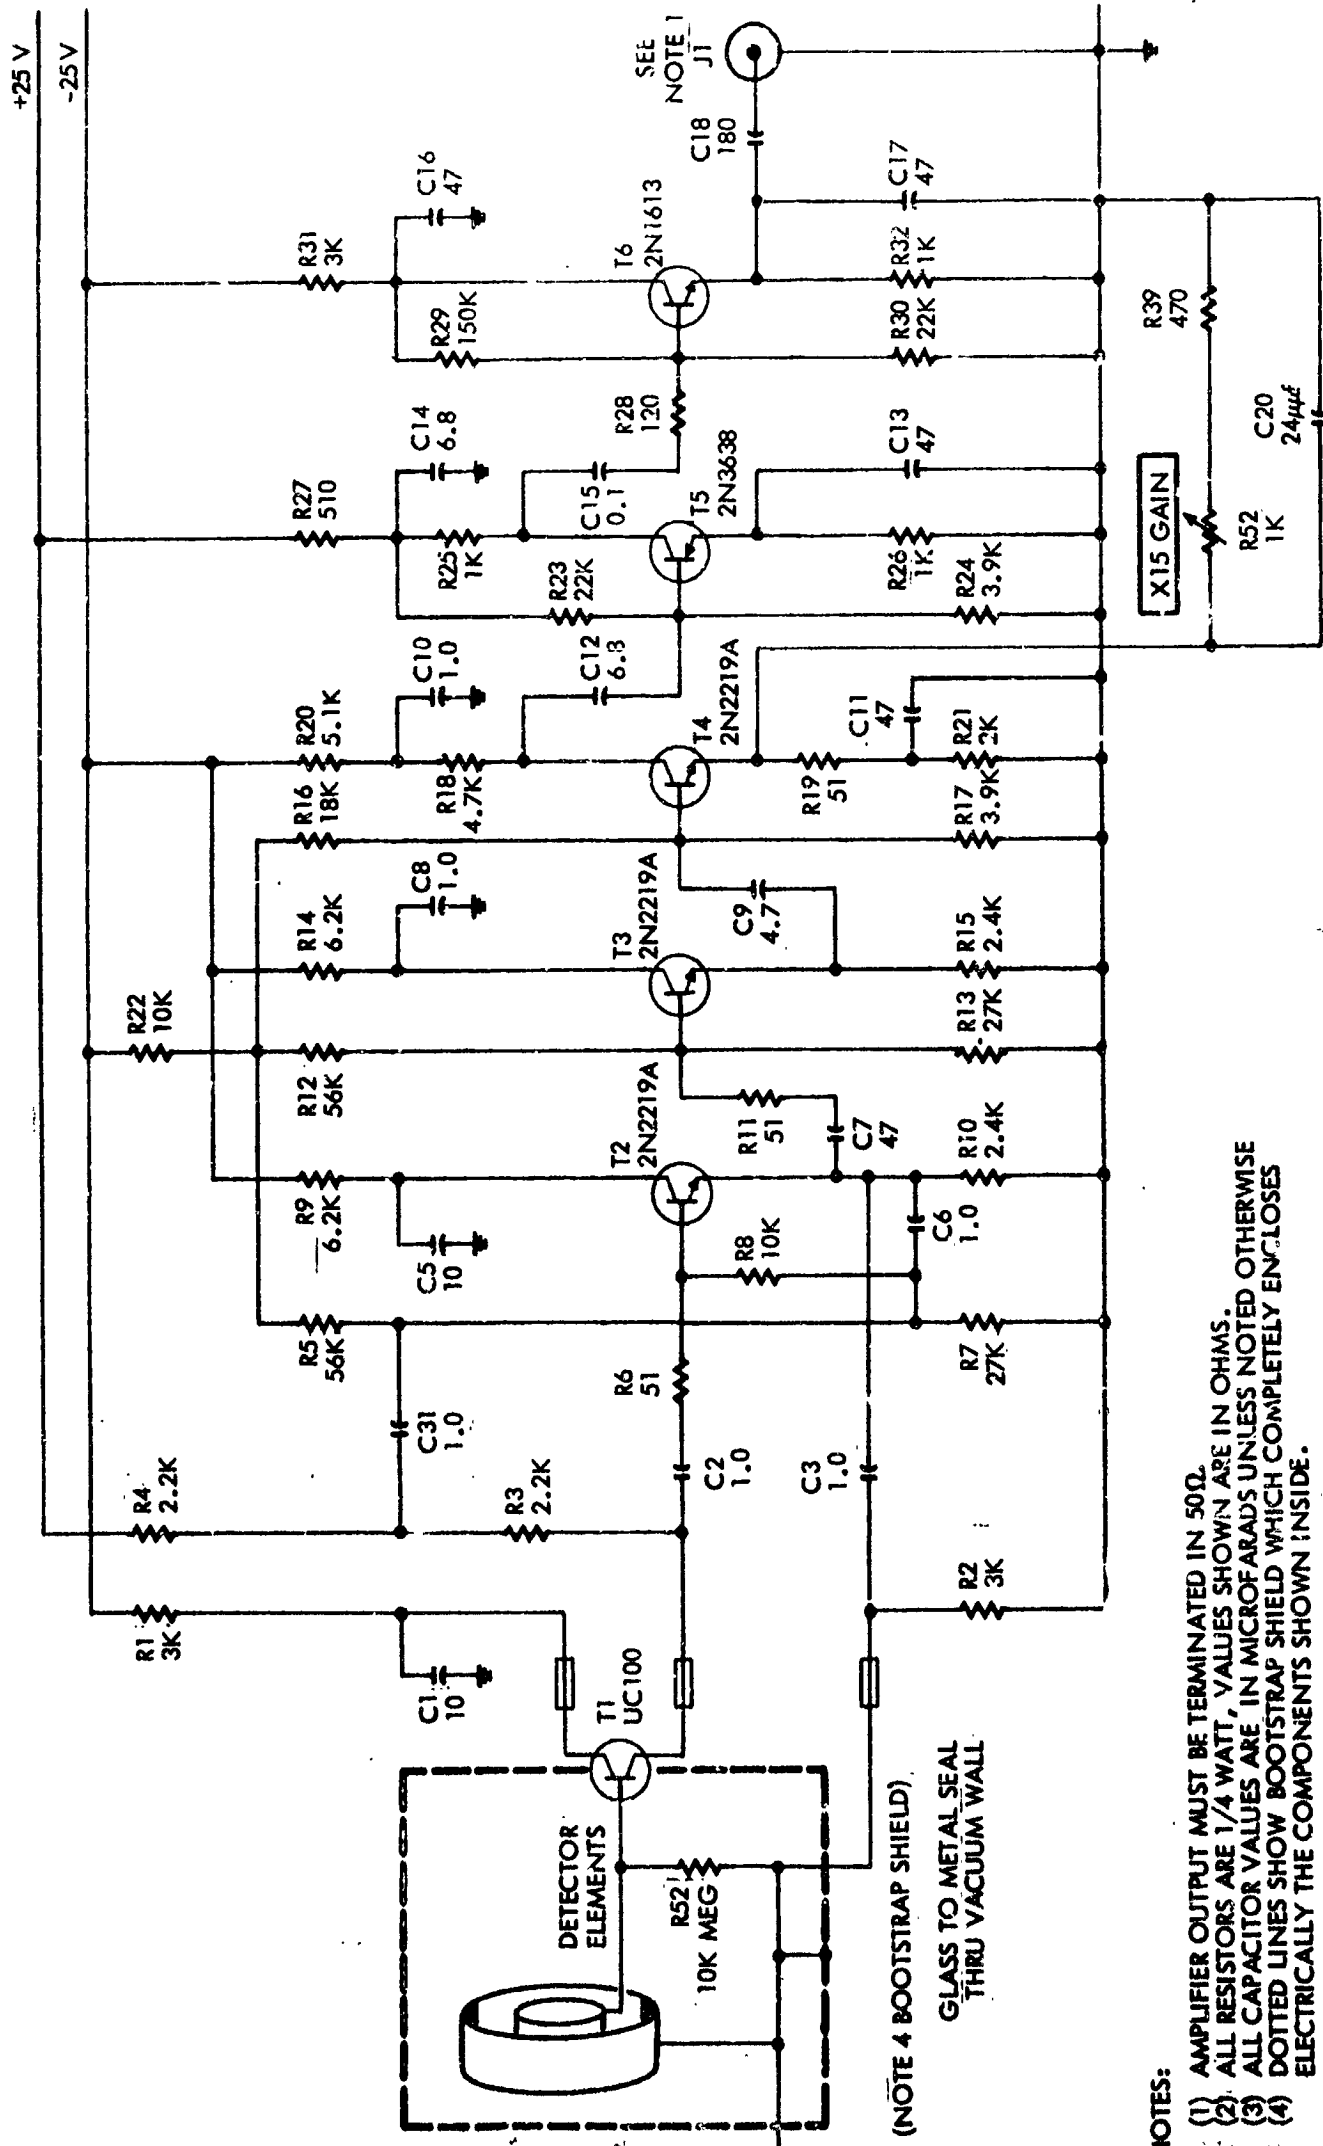 +25 V
-25 V
R1
3K
R4
2.2K
R22
10K
C1
10
C31
1.0
R3
2.2K
R5
56K
R9
6.2K
C5
10
R12
56K
R14
6.2K
C8
1.0
R16
18K
R20
5.1K
R18
4.7K
C10
1.0
R27
510
C14
6.8
R25
1K
R23
22K
C12
6.8
C15
0.1
R31
3K
C16
47
R29
150K
R28
120
T1
UC100
DETECTOR
ELEMENTS
R52
10K MEG
C2
1.0
R6
51
T2
2N2219A
R8
10K
R11
51
T3
2N2219A
C9
4.7
T4
2N2219A
T5
2N3638
T6
2N1613
SEE
NOTE 1
J1
C18
180
C3
1.0
R2
3K
R7
27K
C6
1.0
C7
47
R10
2.4K
R13
27K
R15
2.4K
R17
3.9K
R19
51
C11
47
R21
2K
R24
3.9K
R26
1K
C13
47
R30
22K
R32
1K
C17
47
(NOTE 4 BOOTSTRAP SHIELD)
GLASS TO METAL SEAL
THRU VACUUM WALL
X15 GAIN
R52
1K
R39
470
C20
24μμf
NOTES:
(1) AMPLIFIER OUTPUT MUST BE TERMINATED IN 50Ω.
(2) ALL RESISTORS ARE 1/4 WATT, VALUES SHOWN ARE IN OHMS.
(3) ALL CAPACITOR VALUES ARE IN MICROFARADS UNLESS NOTED OTHERWISE
(4) DOTTED LINES SHOW BOOTSTRAP SHIELD WHICH COMPLETELY ENCLOSES
ELECTRICALLY THE COMPONENTS SHOWN INSIDE.